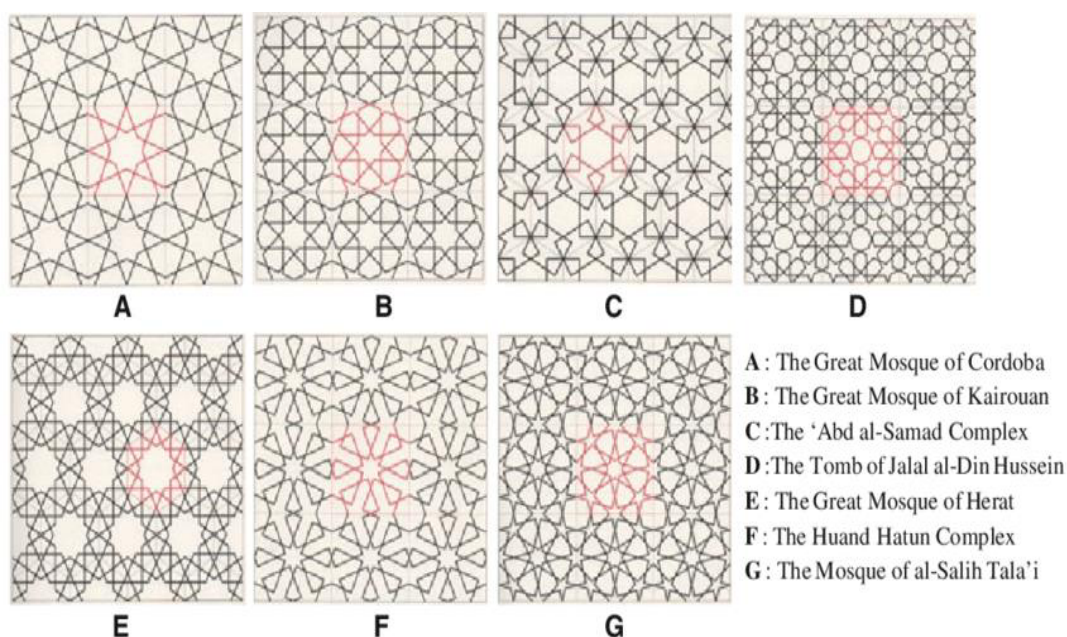 A
B
C
D
E
F
G
A : The Great Mosque of Cordoba
B : The Great Mosque of Kairouan
C :The ‘Abd al-Samad Complex
D :The Tomb of Jalal al-Din Hussein
E : The Great Mosque of Herat
F : The Huand Hatun Complex
G : The Mosque of al-Salih Tala’i